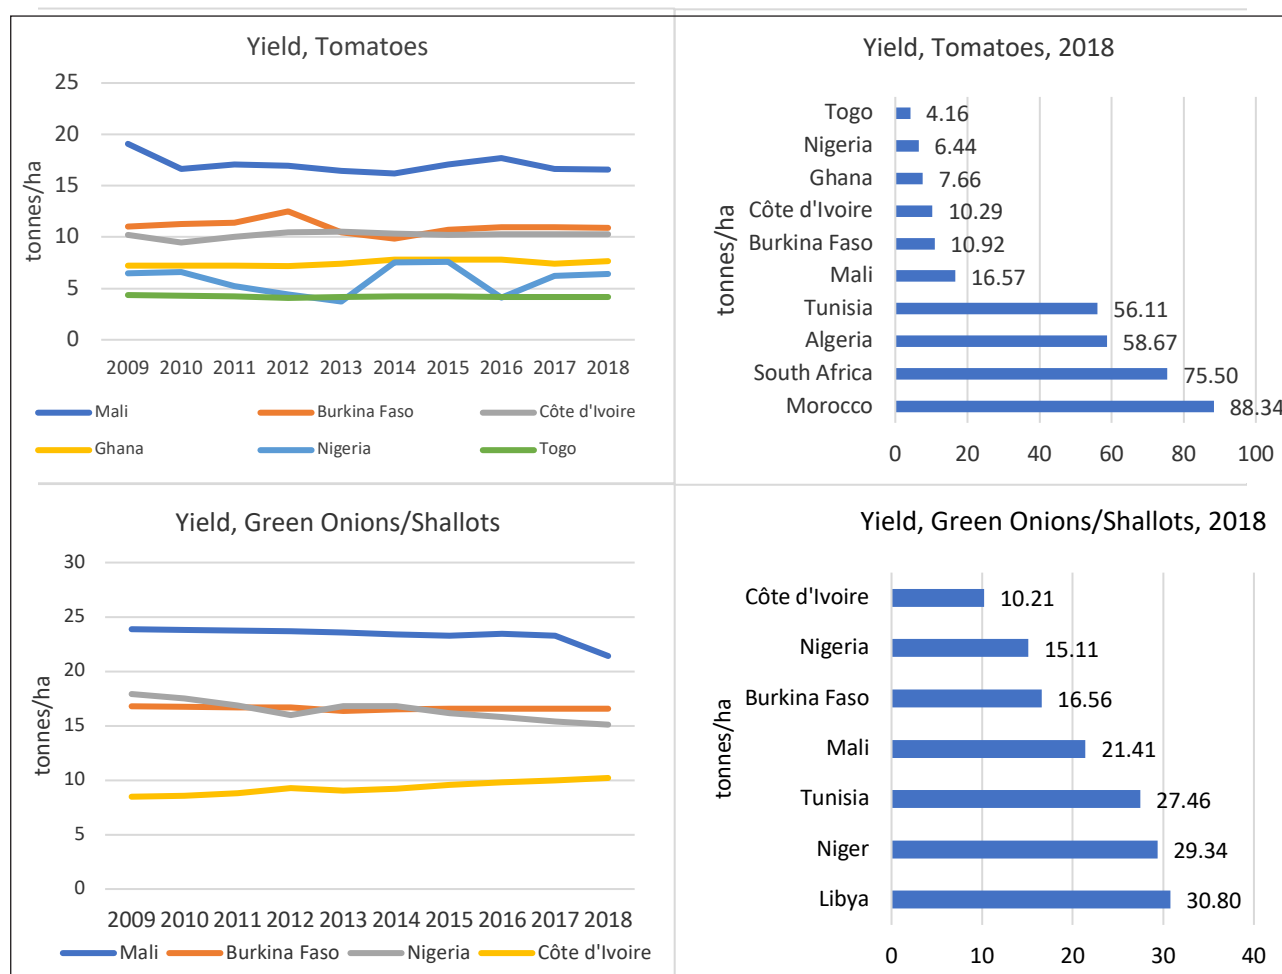 Yield, Tomatoes
25
20
15
10
5
0
tonnes/ha
2009 2010 2011 2012 2013 2014 2015 2016 2017 2018
Mali Burkina Faso Côte d'Ivoire
Ghana Nigeria Togo
Yield, Tomatoes, 2018
tonnes/ha
Togo 4.16
Nigeria 6.44
Ghana 7.66
Côte d'Ivoire 10.29
Burkina Faso 10.92
Mali 16.57
Tunisia 56.11
Algeria 58.67
South Africa 75.50
Morocco 88.34
0 20 40 60 80 100
Yield, Green Onions/Shallots
30
25
20
15
10
5
0
tonnes/ha
2009 2010 2011 2012 2013 2014 2015 2016 2017 2018
Mali Burkina Faso Nigeria Côte d'Ivoire
Yield, Green Onions/Shallots, 2018
tonnes/ha
Côte d'Ivoire 10.21
Nigeria 15.11
Burkina Faso 16.56
Mali 21.41
Tunisia 27.46
Niger 29.34
Libya 30.80
0 10 20 30 40